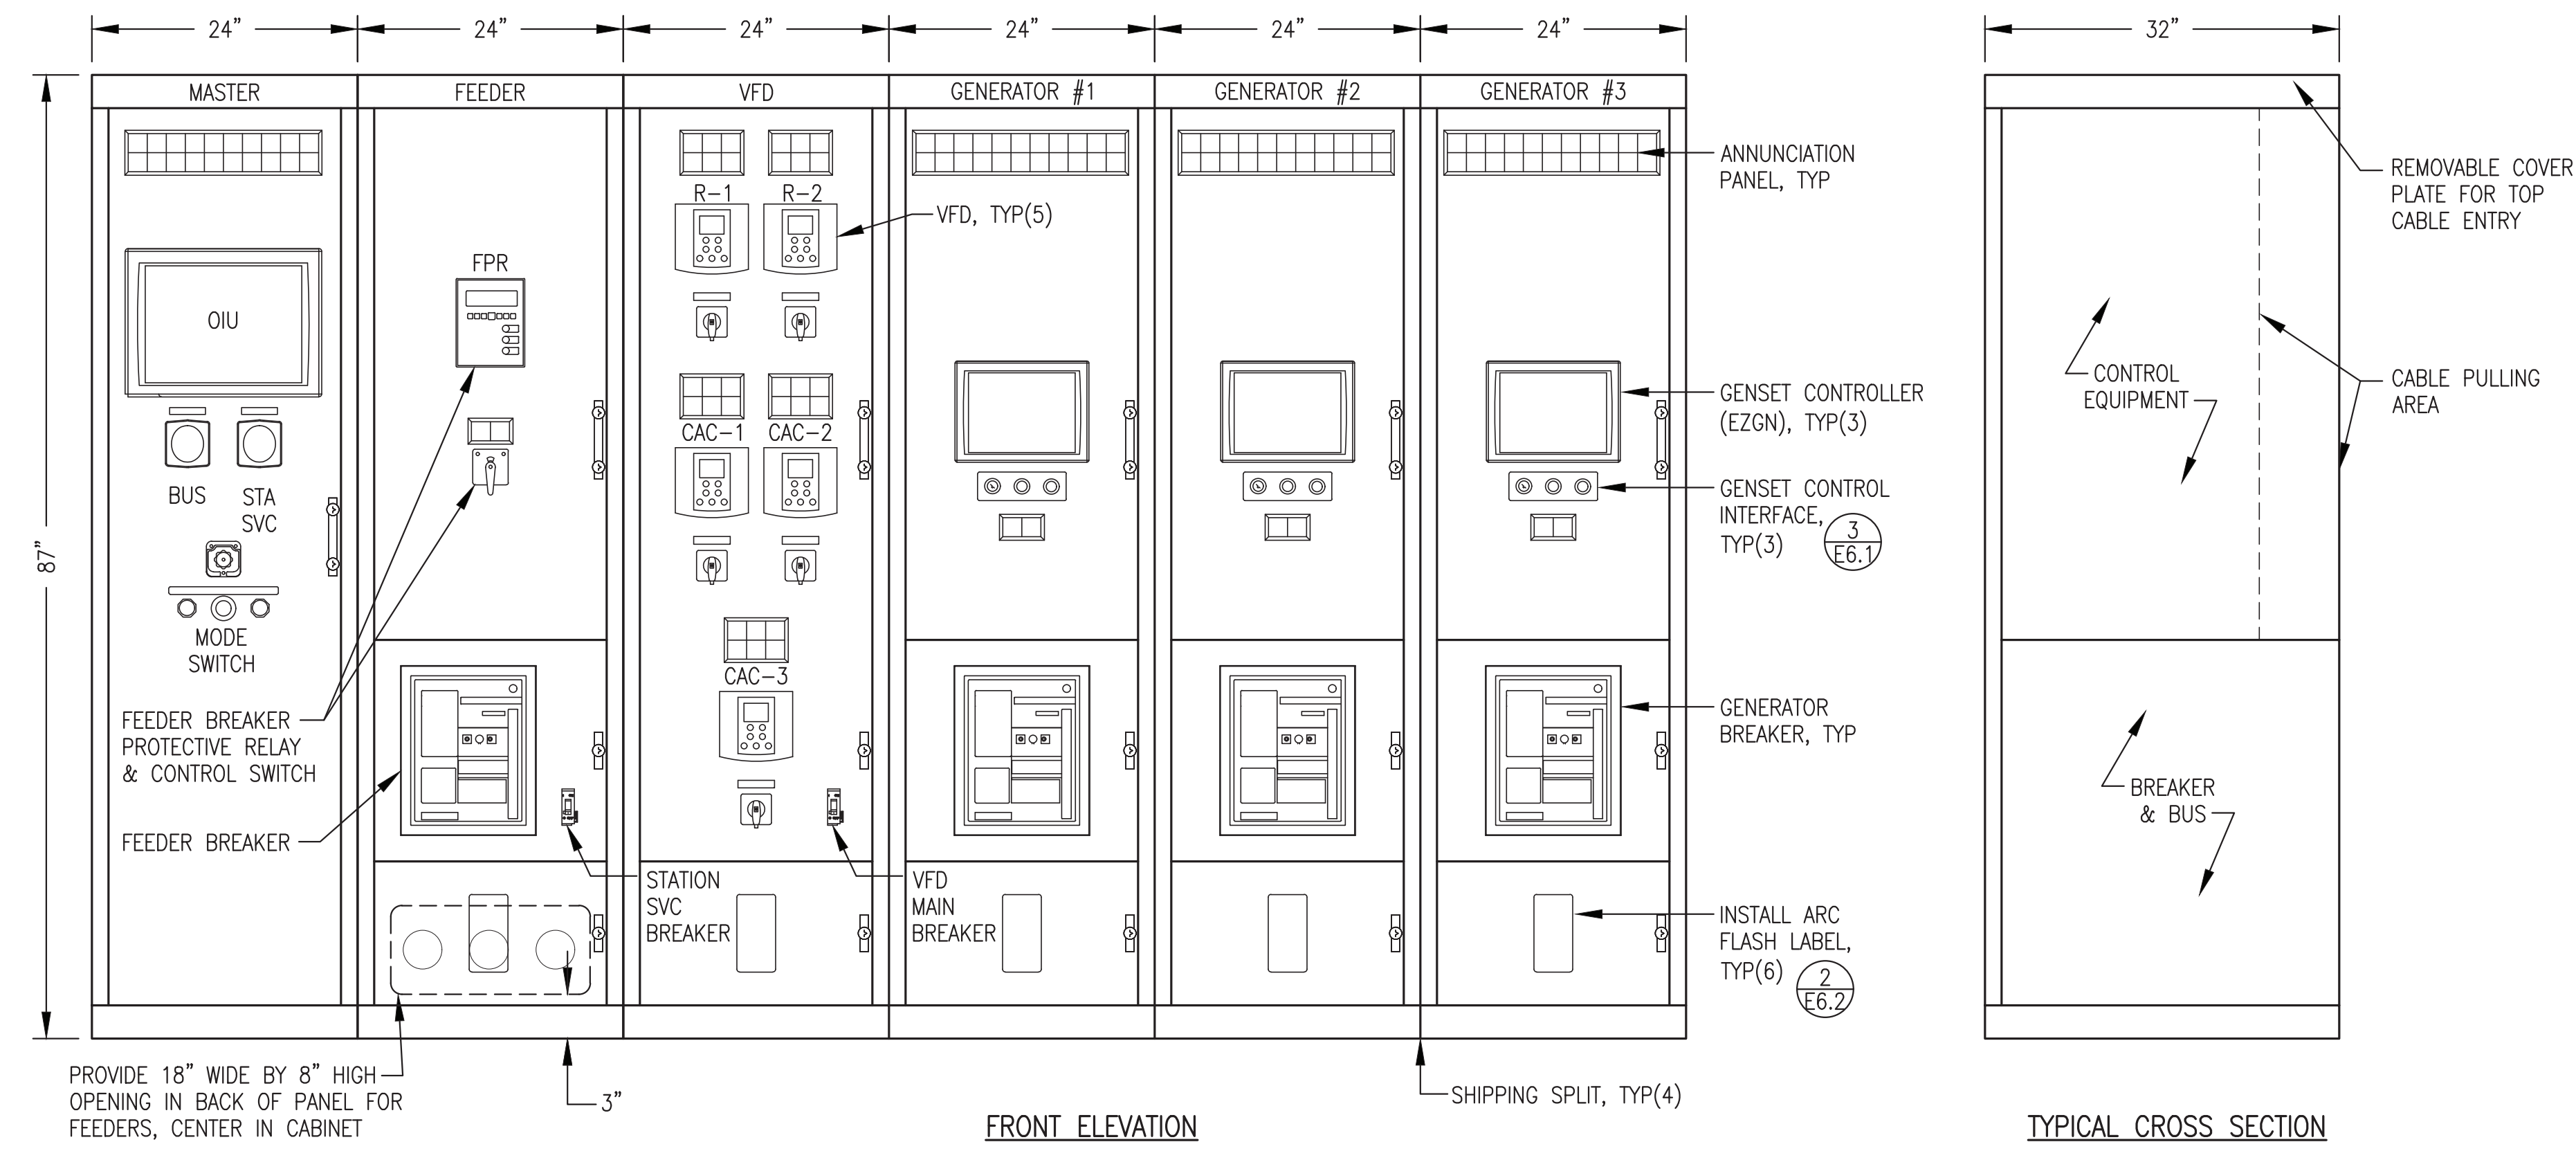 24" 24" 24" 24" 24" 24" 32"
MASTER FEEDER VFD GENERATOR #1 GENERATOR #2 GENERATOR #3
ANNUNCIATION
PANEL, TYP
REMOVABLE COVER
PLATE FOR TOP
CABLE ENTRY
R-1 R-2
VFD, TYP(5)
FPR
OIU
CONTROL
EQUIPMENT
CABLE PULLING
AREA
GENSET CONTROLLER
(EZGN), TYP(3)
CAC-1 CAC-2
BUS
STA
SVC
GENSET CONTROL
INTERFACE,
TYP(3)
3
E6.1
87"
MODE
SWITCH
CAC-3
FEEDER BREAKER
PROTECTIVE RELAY
& CONTROL SWITCH
GENERATOR
BREAKER, TYP
BREAKER
& BUS
FEEDER BREAKER
STATION
SVC
BREAKER
VFD
MAIN
BREAKER
INSTALL ARC
FLASH LABEL,
TYP(6)
2
E6.2
PROVIDE 18" WIDE BY 8" HIGH
OPENING IN BACK OF PANEL FOR
FEEDERS, CENTER IN CABINET
3"
SHIPPING SPLIT, TYP(4)
FRONT ELEVATION
TYPICAL CROSS SECTION